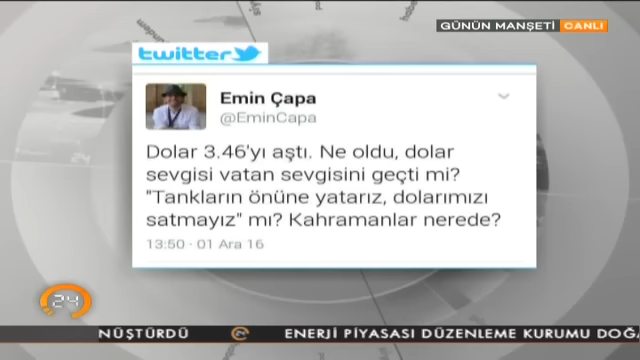 GÜNÜN MANŞETİ CANLI
twitter
Emin Çapa
@EminCapa
Dolar 3.46'yı aştı. Ne oldu, dolar
sevgisi vatan sevgisini geçti mi?
"Tankların önüne yatarız, dolarımızı
satmayız" mı? Kahramanlar nerede?
13:50 · 01 Ara 16
24
NÜŞTÜRDÜ 24 ENERJİ PİYASASI DÜZENLEME KURUMU DOĞA